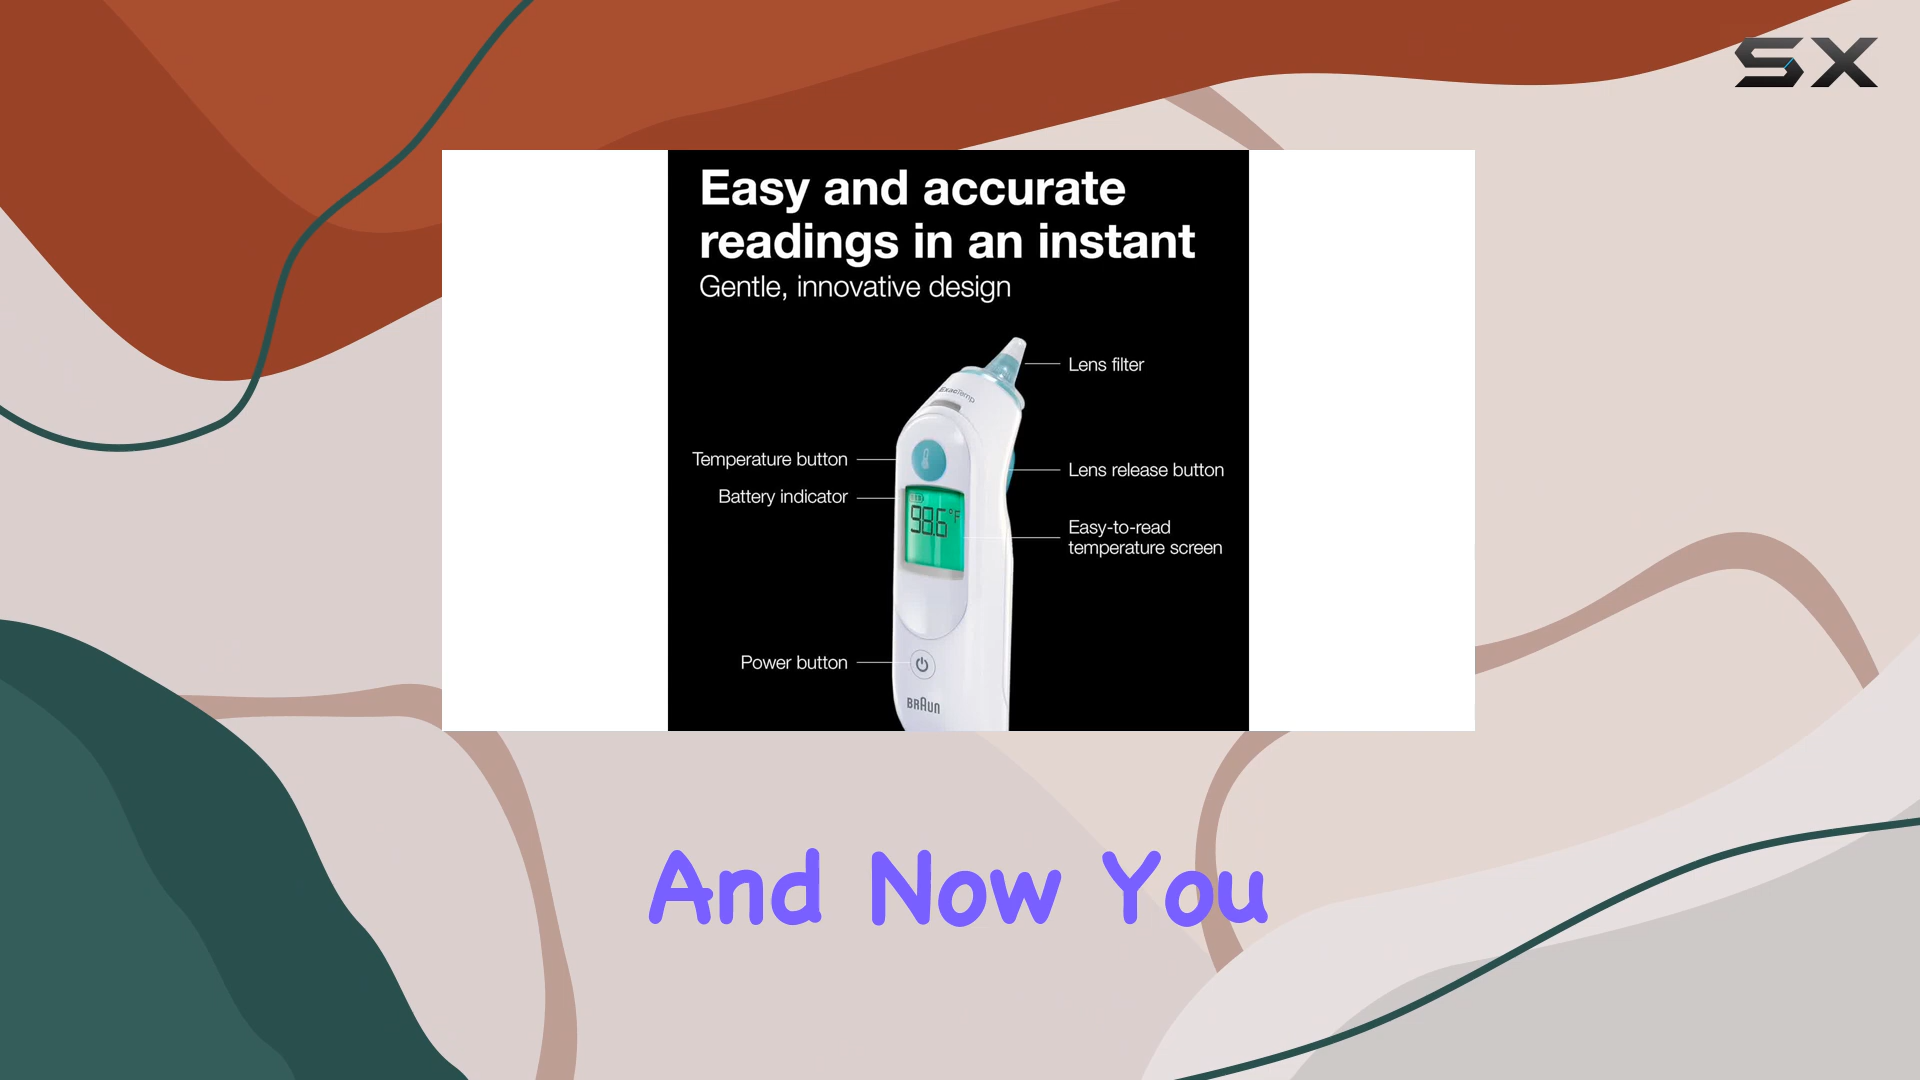 SX
Easy and accurate
readings in an instant
Gentle, innovative design
Lens filter
ExacTemp
Temperature button
Lens release button
Battery indicator
98.6 °F
Easy-to-read
temperature screen
Power button
BRAUN
And Now You